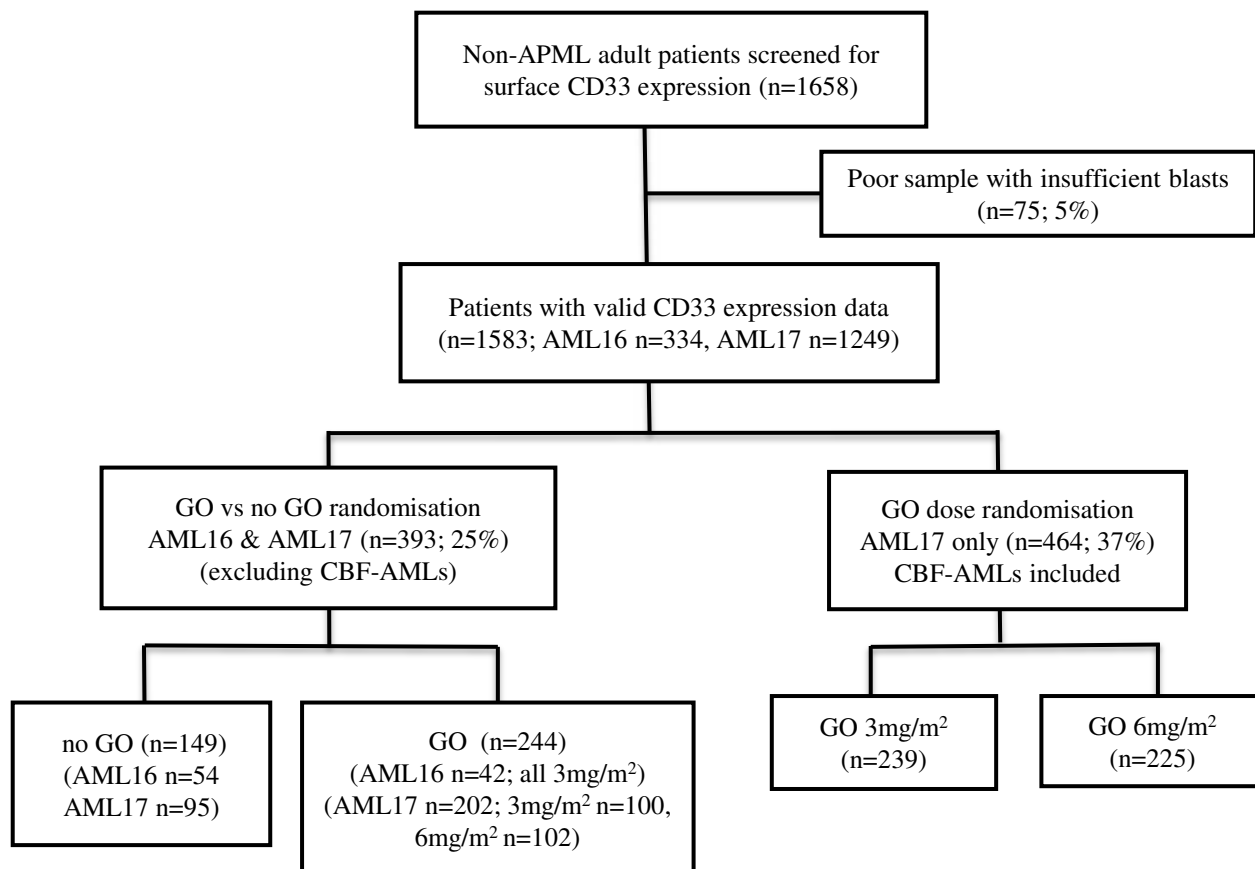 Non-APML adult patients screened for
surface CD33 expression (n=1658)
Poor sample with insufficient blasts
(n=75; 5%)
Patients with valid CD33 expression data
(n=1583; AML16 n=334, AML17 n=1249)
GO vs no GO randomisation
AML16 & AML17 (n=393; 25%)
(excluding CBF-AMLs)
GO dose randomisation
AML17 only (n=464; 37%)
CBF-AMLs included
no GO (n=149)
(AML16 n=54
AML17 n=95)
GO (n=244)
(AML16 n=42; all 3mg/m²)
(AML17 n=202; 3mg/m² n=100,
6mg/m² n=102)
GO 3mg/m²
(n=239)
GO 6mg/m²
(n=225)